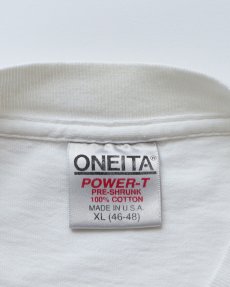 ONEITA®
POWER-T
PRE-SHRUNK
100% COTTON
MADE IN U.S.A.
XL (46-48)